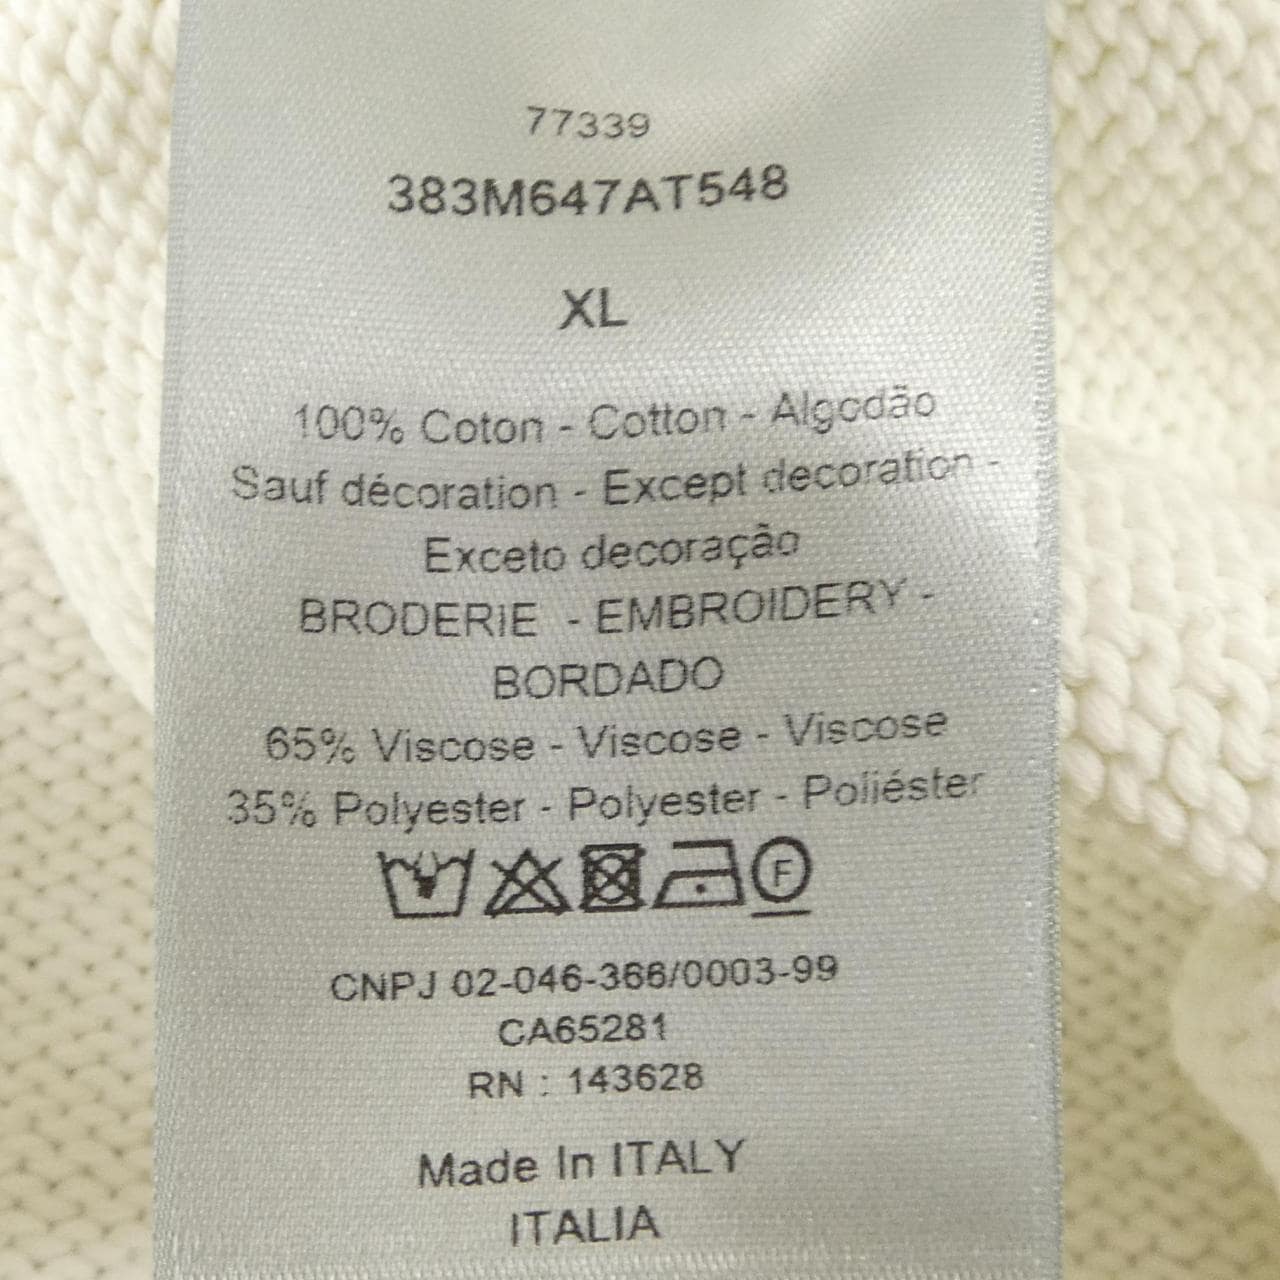 77339
383M647AT548
XL
100% Coton - Cotton - Algodão
Sauf décoration - Except decoration -
Exceto decoração
BRODERIE - EMBROIDERY -
BORDADO
65% Viscose - Viscose - Viscose
35% Polyester - Polyester - Poliéster
F
CNPJ 02-046-366/0003-99
CA65281
RN : 143628
Made In ITALY
ITALIA